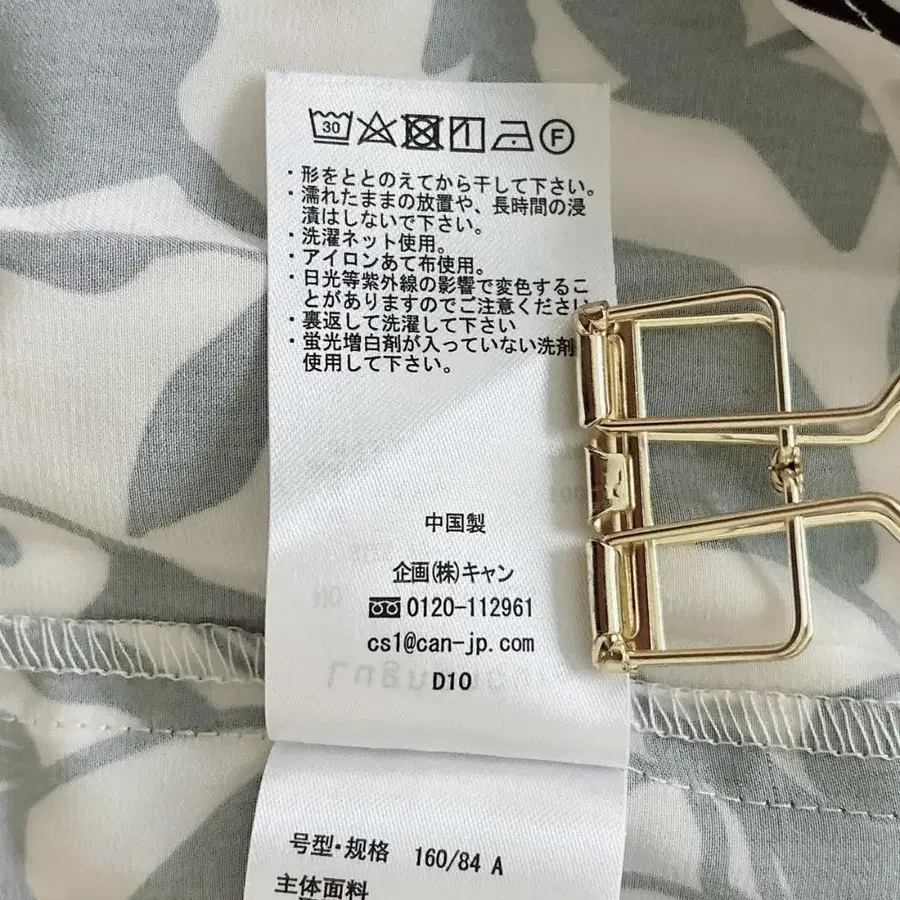 30 F
・形をととのえてから干して下さい。
・濡れたままの放置や、長時間の浸
漬はしないで下さい。
・洗濯ネット使用。
・アイロンあて布使用。
・日光等紫外線の影響で変色するこ
とがありますのでご注意ください
・裏返して洗濯して下さい
・蛍光増白剤が入っていない洗剤
使用して下さい。
中国製
企画(株)キャン
0120-112961
cs1@can-jp.com
D10
号型·规格 160/84 A
主体面料